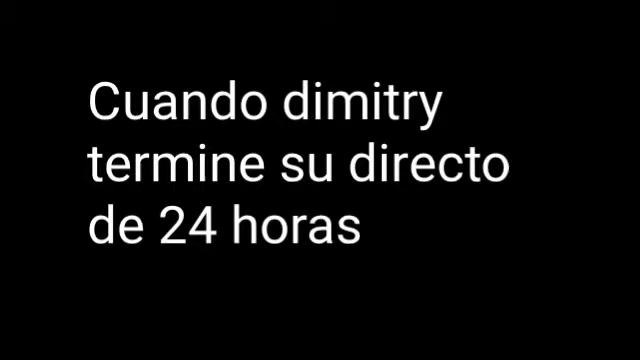 Cuando dimitry
termine su directo
de 24 horas